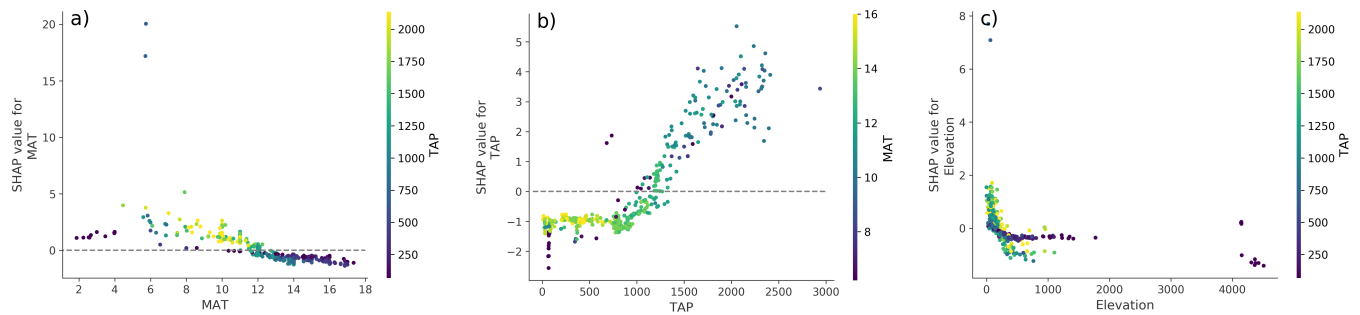 a)
20
15
10
5
0
SHAP value for
MAT
2 4 6 8 10 12 14 16 18
MAT
2000
1750
1500
1250
1000
750
500
250
TAP
b)
5
4
3
2
1
0
−1
−2
SHAP value for
TAP
0 500 1000 1500 2000 2500 3000
TAP
16
14
12
10
8
MAT
c)
8
6
4
2
0
SHAP value for
Elevation
0 1000 2000 3000 4000
Elevation
2000
1750
1500
1250
1000
750
500
250
TAP